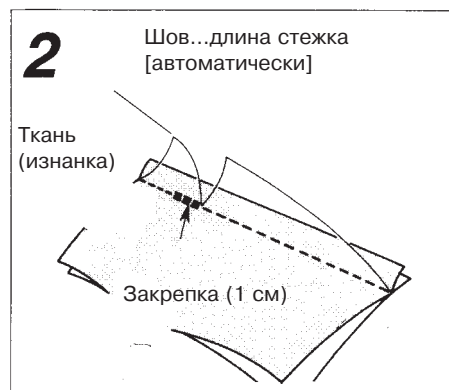 2
Шов...длина стежка
[автоматически]
Ткань
(изнанка)
Закрепка (1 см)